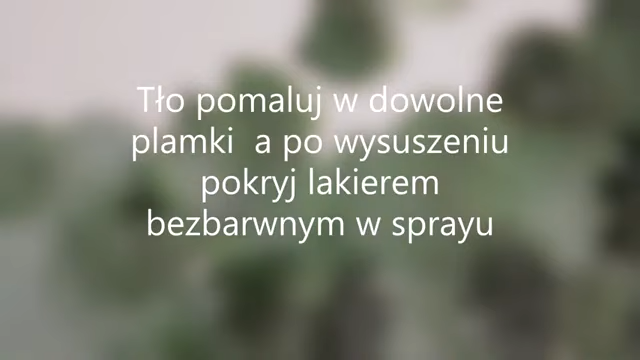 Tło pomaluj w dowolne
plamki  a po wysuszeniu
pokryj lakierem
bezbarwnym w sprayu